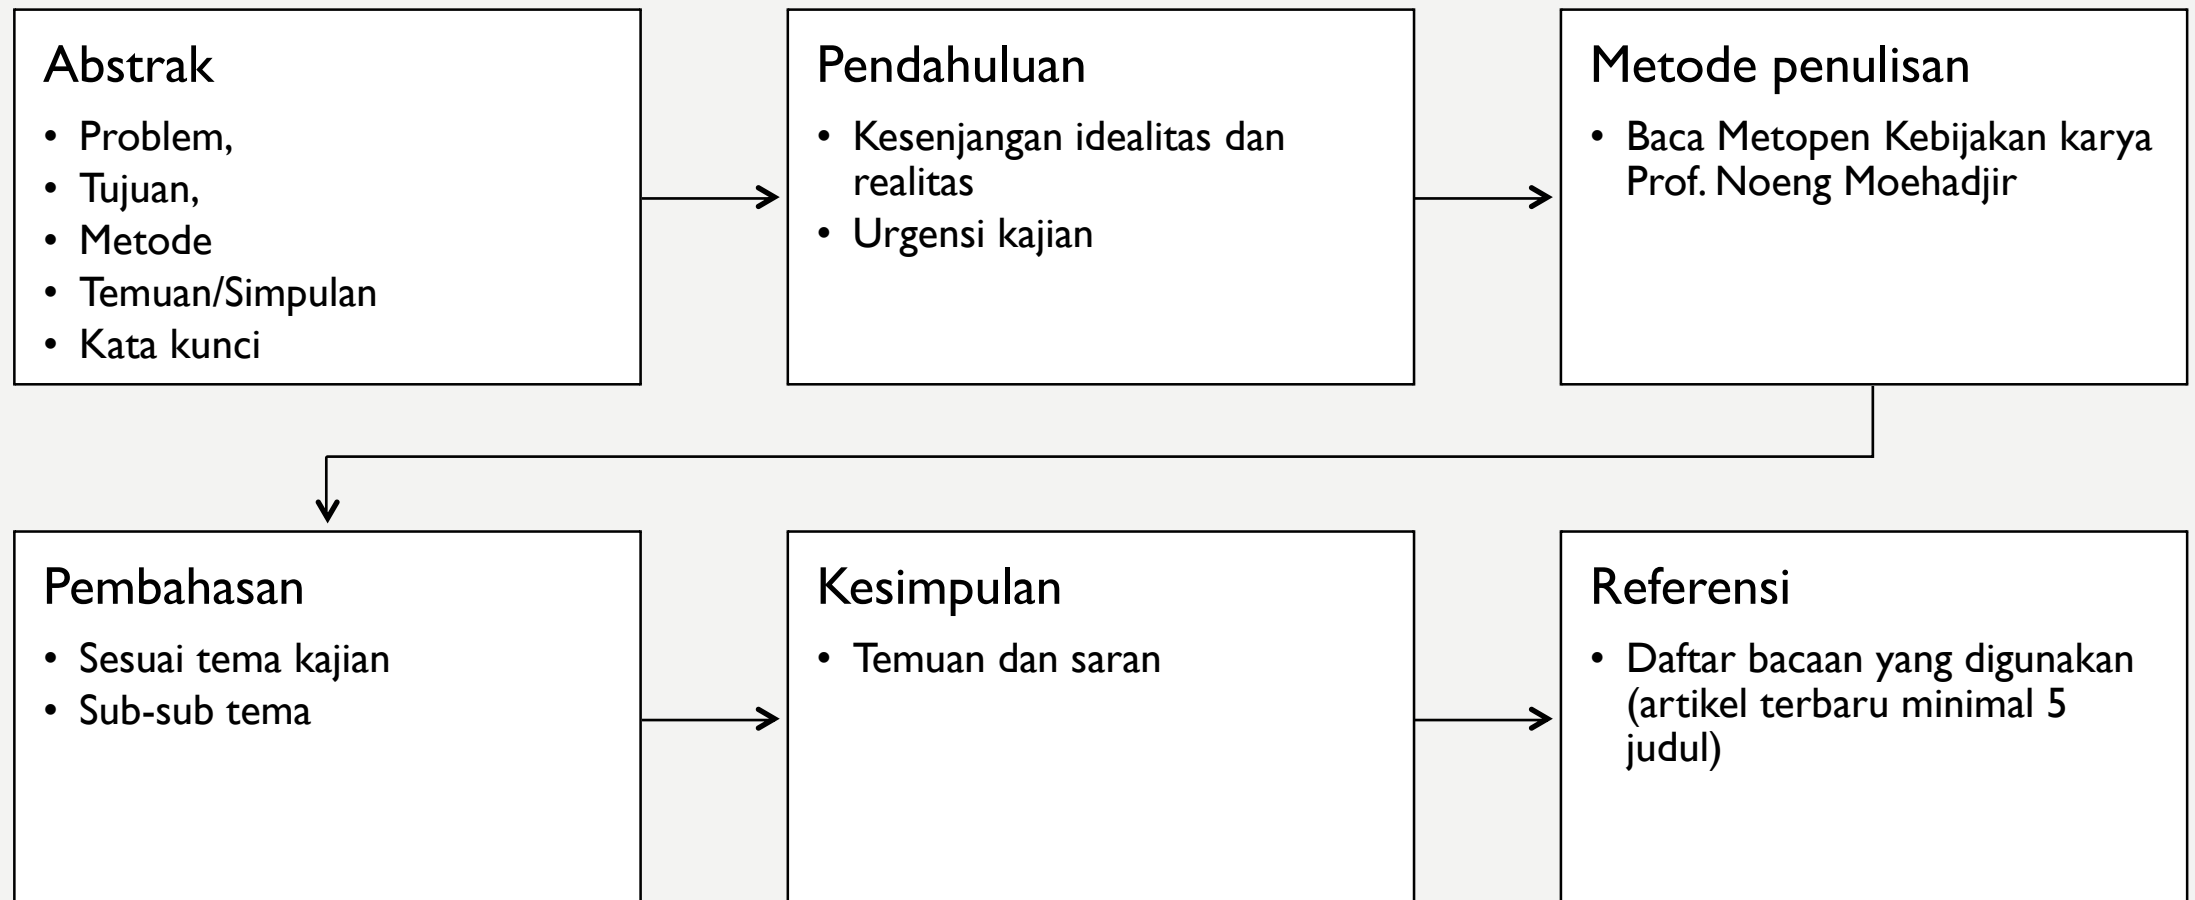 Abstrak
• Problem,
• Tujuan,
• Metode
• Temuan/Simpulan
• Kata kunci
Pendahuluan
• Kesenjangan idealitas dan
realitas
• Urgensi kajian
Metode penulisan
• Baca Metopen Kebijakan karya
Prof. Noeng Moehadjir
Pembahasan
• Sesuai tema kajian
• Sub-sub tema
Kesimpulan
• Temuan dan saran
Referensi
• Daftar bacaan yang digunakan
(artikel terbaru minimal 5
judul)